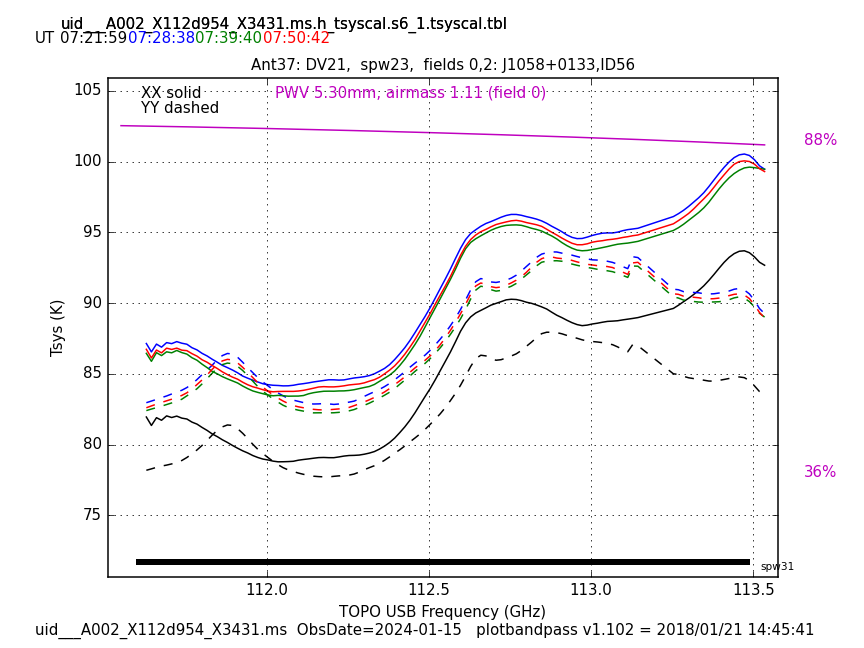 uid___A002_X112d954_X3431.ms.h_tsyscal.s6_1.tsyscal.tbl
UT 07:21:59 07:28:38 07:39:40 07:50:42
Ant37: DV21, spw23, fields 0,2: J1058+0133,ID56
105
XX solid
PWV 5.30mm, airmass 1.11 (field 0)
YY dashed
88%
100
95
90
Tsys (K)
85
80
36%
75
spw31
112.0
112.5
113.0
113.5
TOPO USB Frequency (GHz)
uid___A002_X112d954_X3431.ms ObsDate=2024-01-15 plotbandpass v1.102 = 2018/01/21 14:45:41